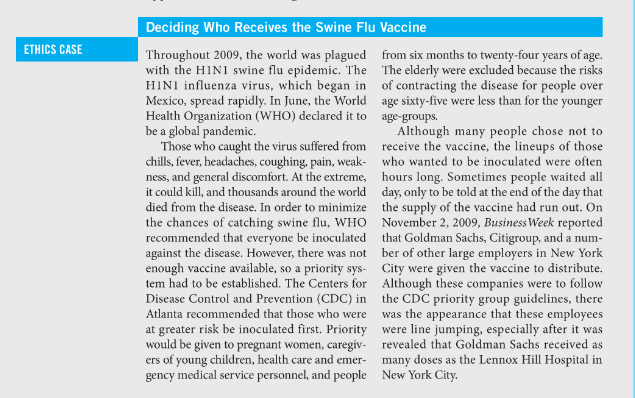 Deciding Who Receives the Swine Flu Vaccine
ETHICS CASE
Throughout 2009, the world was plagued
with the H1N1 swine flu epidemic. The
H1N1 influenza virus, which began in
Mexico, spread rapidly. In June, the World
Health Organization (WHO) declared it to
be a global pandemic.
Those who caught the virus suffered from
chills, fever, headaches, coughing, pain, weak-
ness, and general discomfort. At the extreme,
it could kill, and thousands around the world
died from the disease. In order to minimize
the chances of catching swine flu, WHO
recommended that everyone be inoculated
against the disease. However, there was not
enough vaccine available, so a priority sys-
tem had to be established. The Centers for
Disease Control and Prevention (CDC) in
Atlanta recommended that those who were
at greater risk be inoculated first. Priority
would be given to pregnant women, caregiv-
ers of young children, health care and emer-
gency medical service personnel, and people
from six months to twenty-four years of age.
The elderly were excluded because the risks
of contracting the disease for people over
age sixty-five were less than for the younger
age-groups.
Although many people chose not to
receive the vaccine, the lineups of those
who wanted to be inoculated were often
hours long. Sometimes people waited all
day, only to be told at the end of the day that
the supply of the vaccine had run out. On
November 2, 2009, BusinessWeek reported
that Goldman Sachs, Citigroup, and a num-
ber of other large employers in New York
City were given the vaccine to distribute.
Although these companies were to follow
the CDC priority group guidelines, there
was the appearance that these employees
were line jumping, especially after it was
revealed that Goldman Sachs received as
many doses as the Lennox Hill Hospital in
New York City.